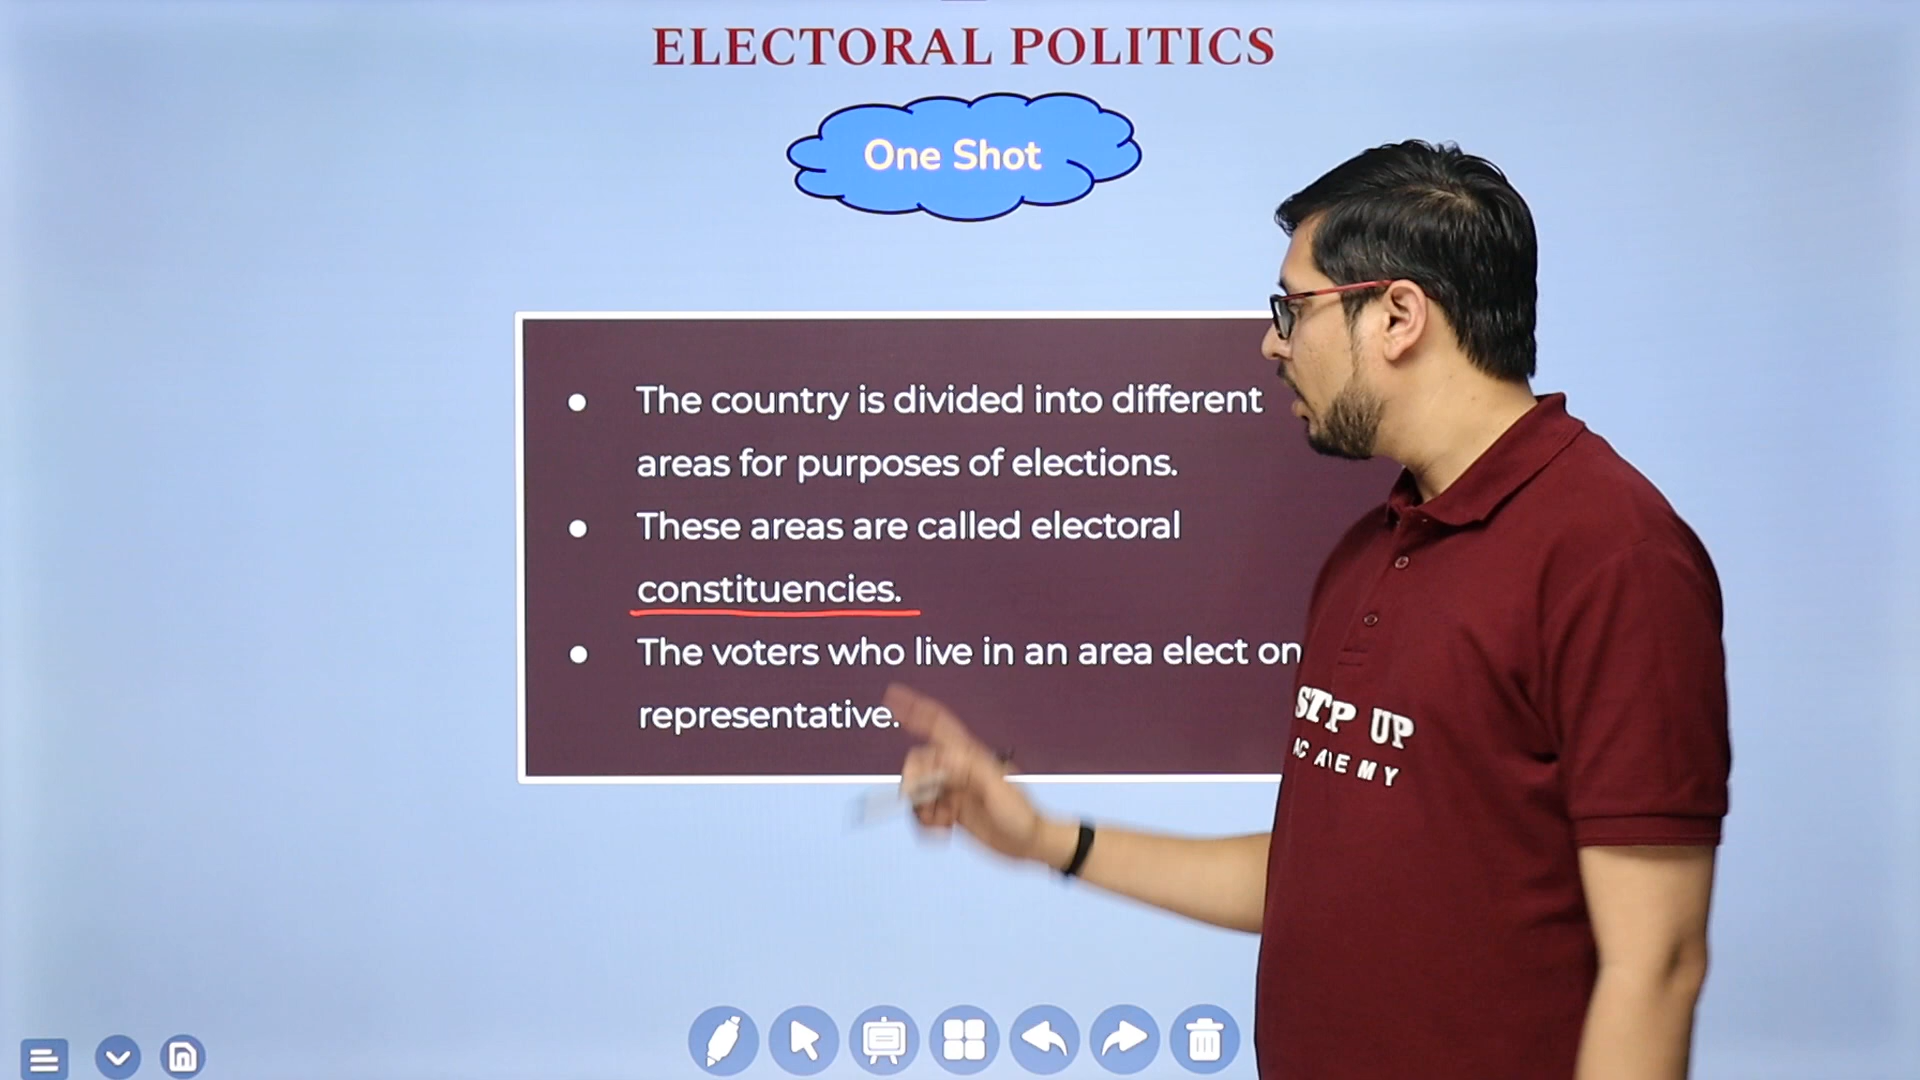 ELECTORAL POLITICS
One Shot
• The country is divided into different
areas for purposes of elections.
• These areas are called electoral
constituencies.
• The voters who live in an area elect
representative.
UP